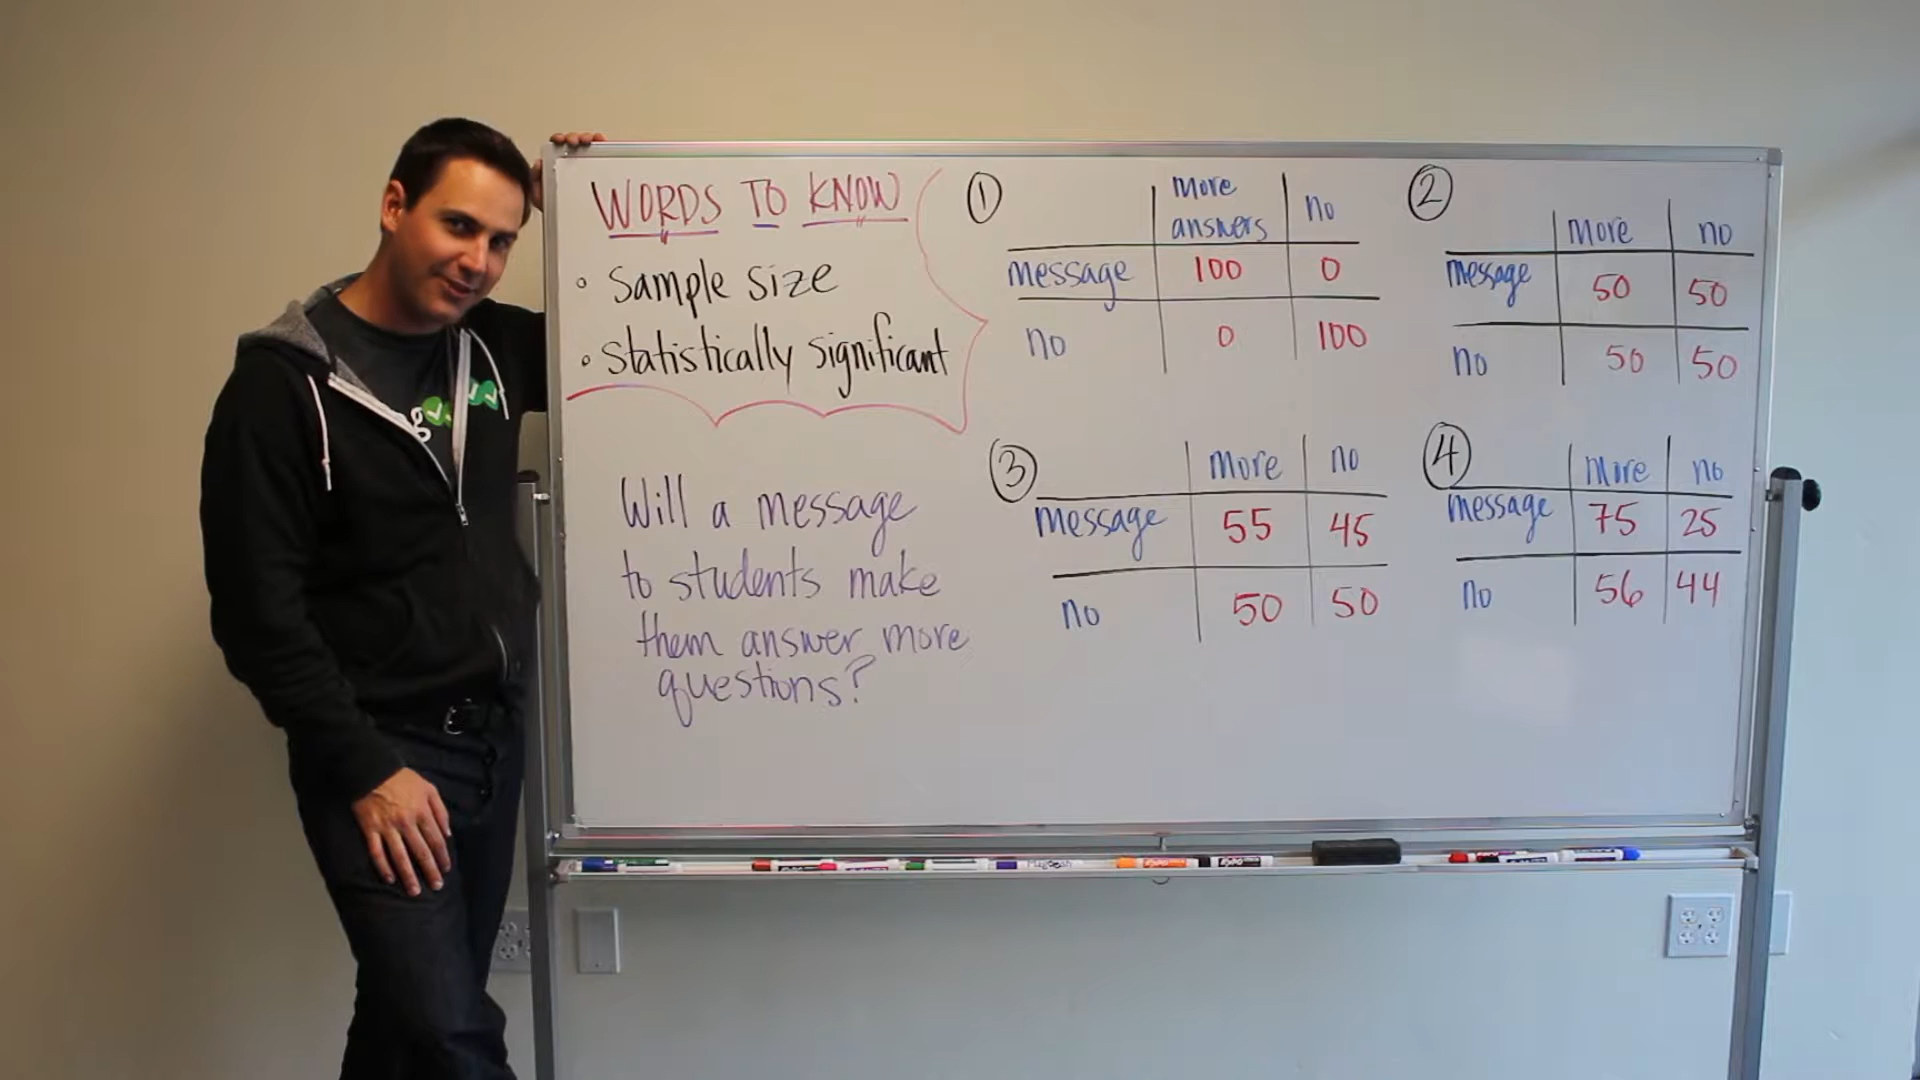 WORDS TO KNOW
• sample size
• statistically significant
Will a message
to students make
them answer more
questions?
①
more
answers
no
message 100 0
no 0 100
②
more no
message 50 50
no 50 50
③
more no
message 55 45
no 50 50
④
more no
message 75 25
no 56 44